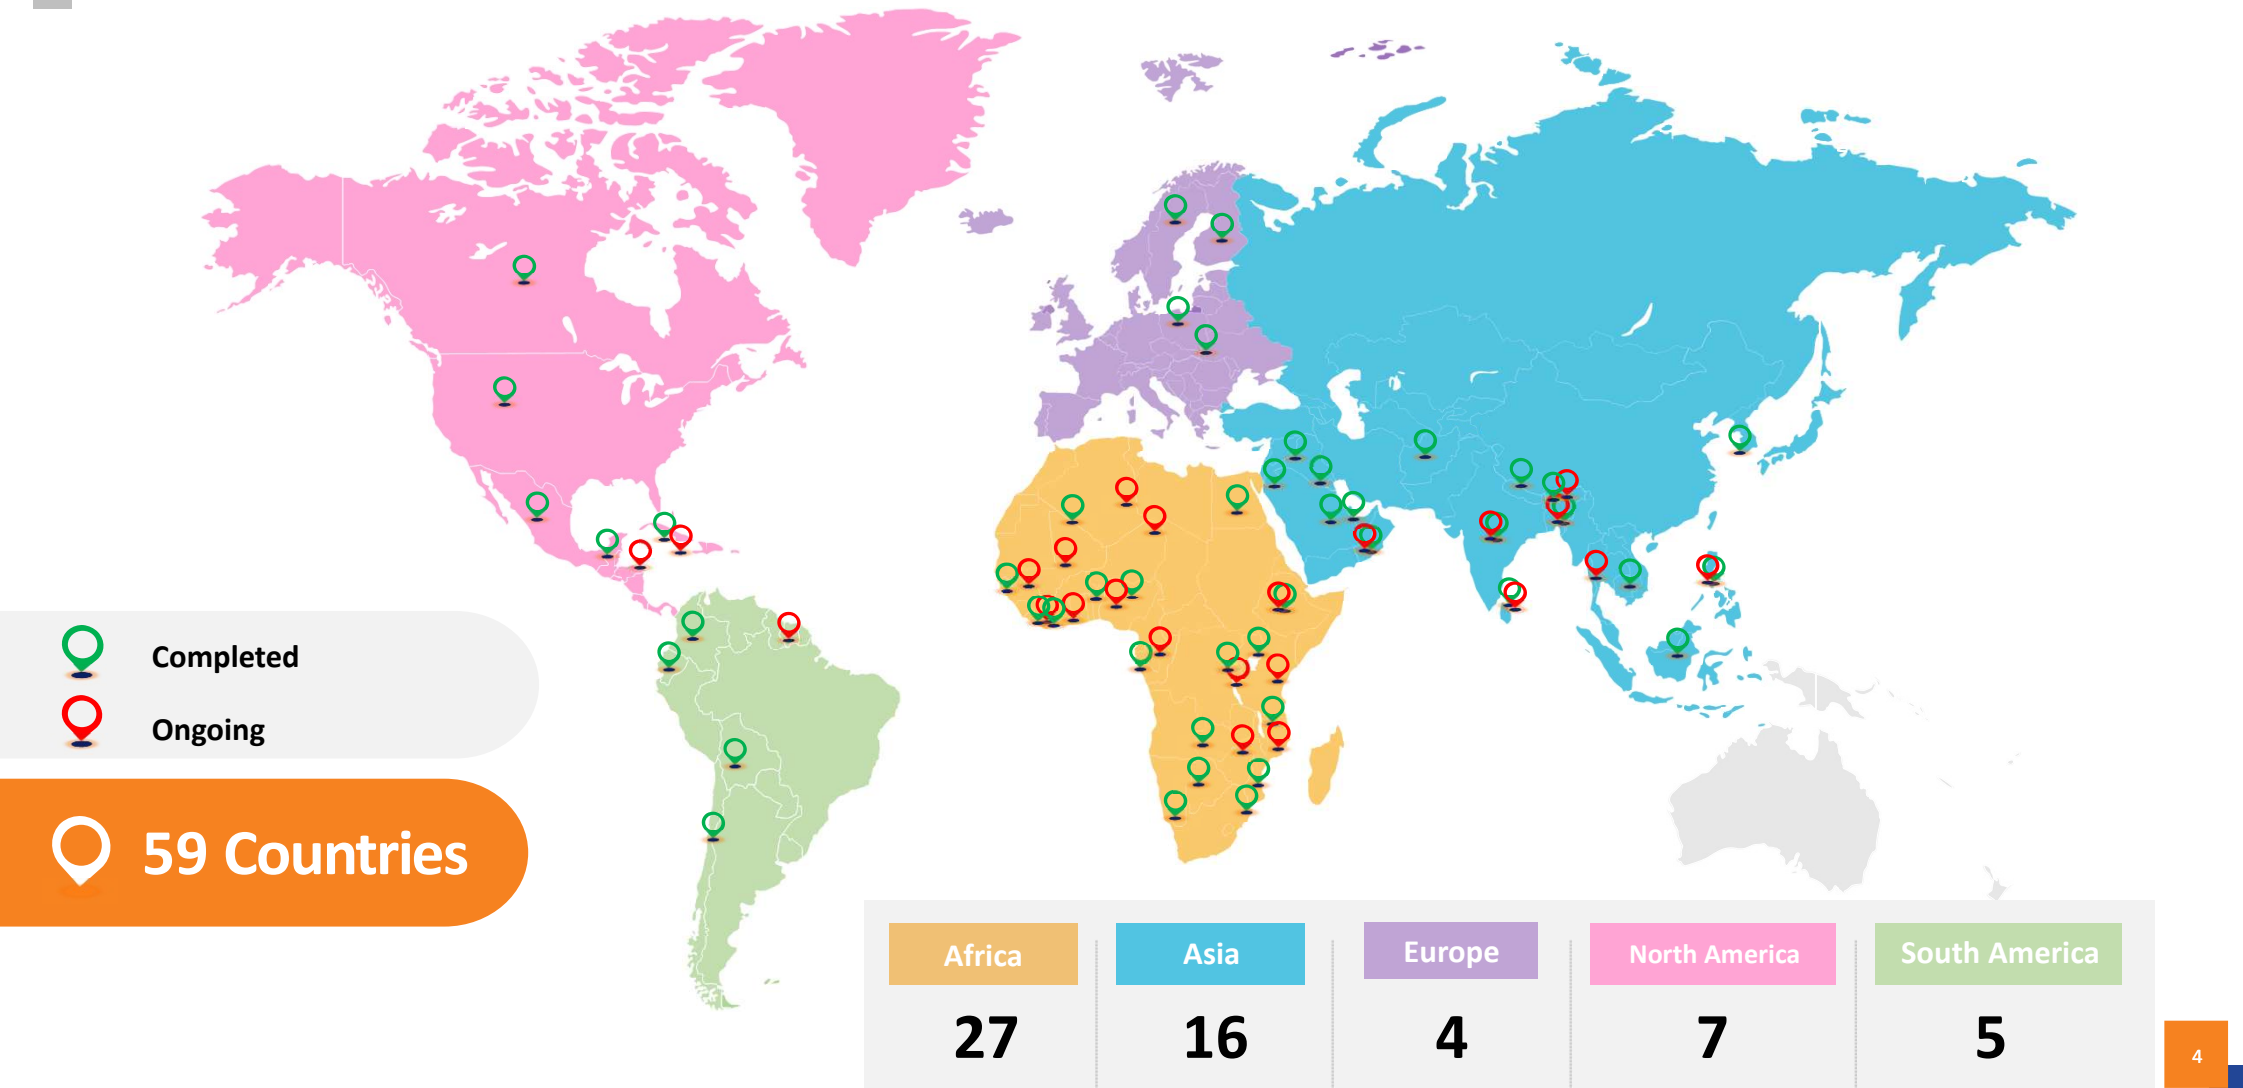 Completed
Ongoing
59 Countries
Africa
Asia
Europe
North America
South America
27
16
4
7
5
4